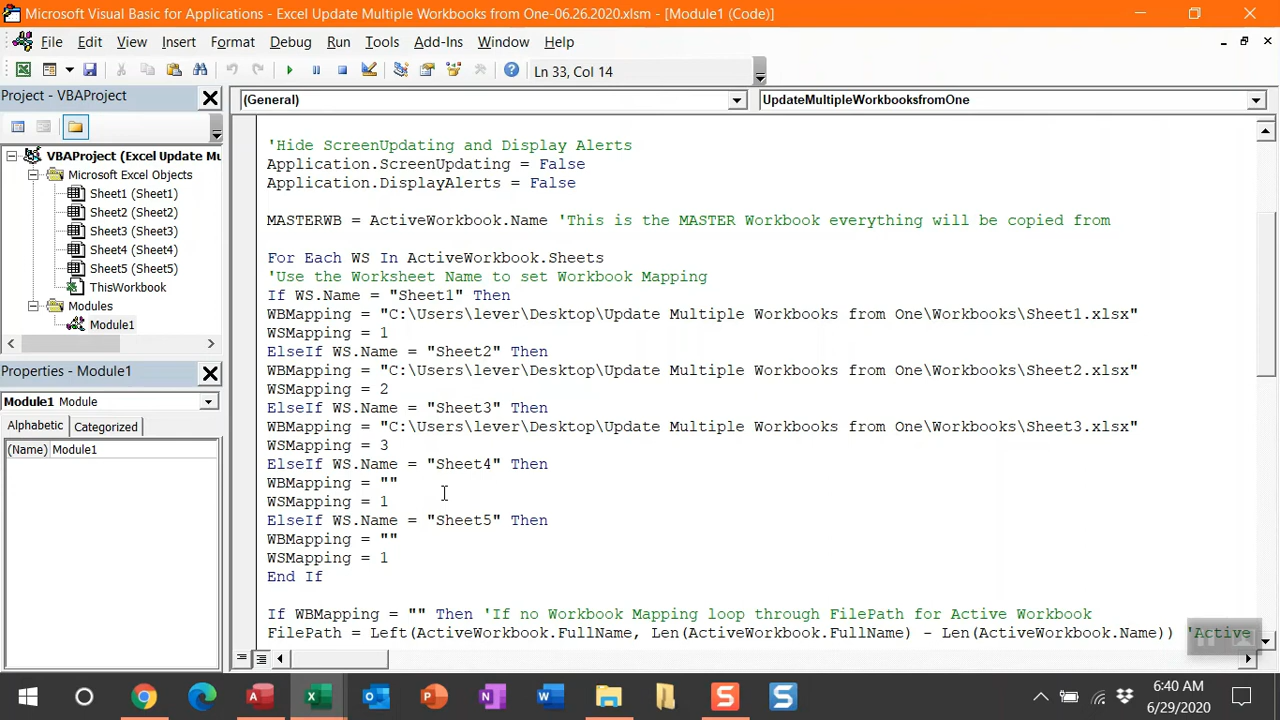 Microsoft Visual Basic for Applications - Excel Update Multiple Workbooks from One-06.26.2020.xlsm - [Module1 (Code)]
File Edit View Insert Format Debug Run Tools Add-Ins Window Help
Ln 33, Col 14
Project - VBAProject
(General)
UpdateMultipleWorkbooksfromOne
VBAProject (Excel Update Mu
Microsoft Excel Objects
Sheet1 (Sheet1)
Sheet2 (Sheet2)
Sheet3 (Sheet3)
Sheet4 (Sheet4)
Sheet5 (Sheet5)
ThisWorkbook
Modules
Module1
Properties - Module1
Module1 Module
Alphabetic Categorized
(Name) Module1
'Hide ScreenUpdating and Display Alerts
Application.ScreenUpdating = False
Application.DisplayAlerts = False
MASTERWB = ActiveWorkbook.Name 'This is the MASTER Workbook everything will be copied from
For Each WS In ActiveWorkbook.Sheets
'Use the Worksheet Name to set Workbook Mapping
If WS.Name = "Sheet1" Then
WBMapping = "C:\Users\lever\Desktop\Update Multiple Workbooks from One\Workbooks\Sheet1.xlsx"
WSMapping = 1
ElseIf WS.Name = "Sheet2" Then
WBMapping = "C:\Users\lever\Desktop\Update Multiple Workbooks from One\Workbooks\Sheet2.xlsx"
WSMapping = 2
ElseIf WS.Name = "Sheet3" Then
WBMapping = "C:\Users\lever\Desktop\Update Multiple Workbooks from One\Workbooks\Sheet3.xlsx"
WSMapping = 3
ElseIf WS.Name = "Sheet4" Then
WBMapping = ""
WSMapping = 1
ElseIf WS.Name = "Sheet5" Then
WBMapping = ""
WSMapping = 1
End If
If WBMapping = "" Then 'If no Workbook Mapping loop through FilePath for Active Workbook
FilePath = Left(ActiveWorkbook.FullName, Len(ActiveWorkbook.FullName) - Len(ActiveWorkbook.Name)) 'Active
6:40 AM
6/29/2020